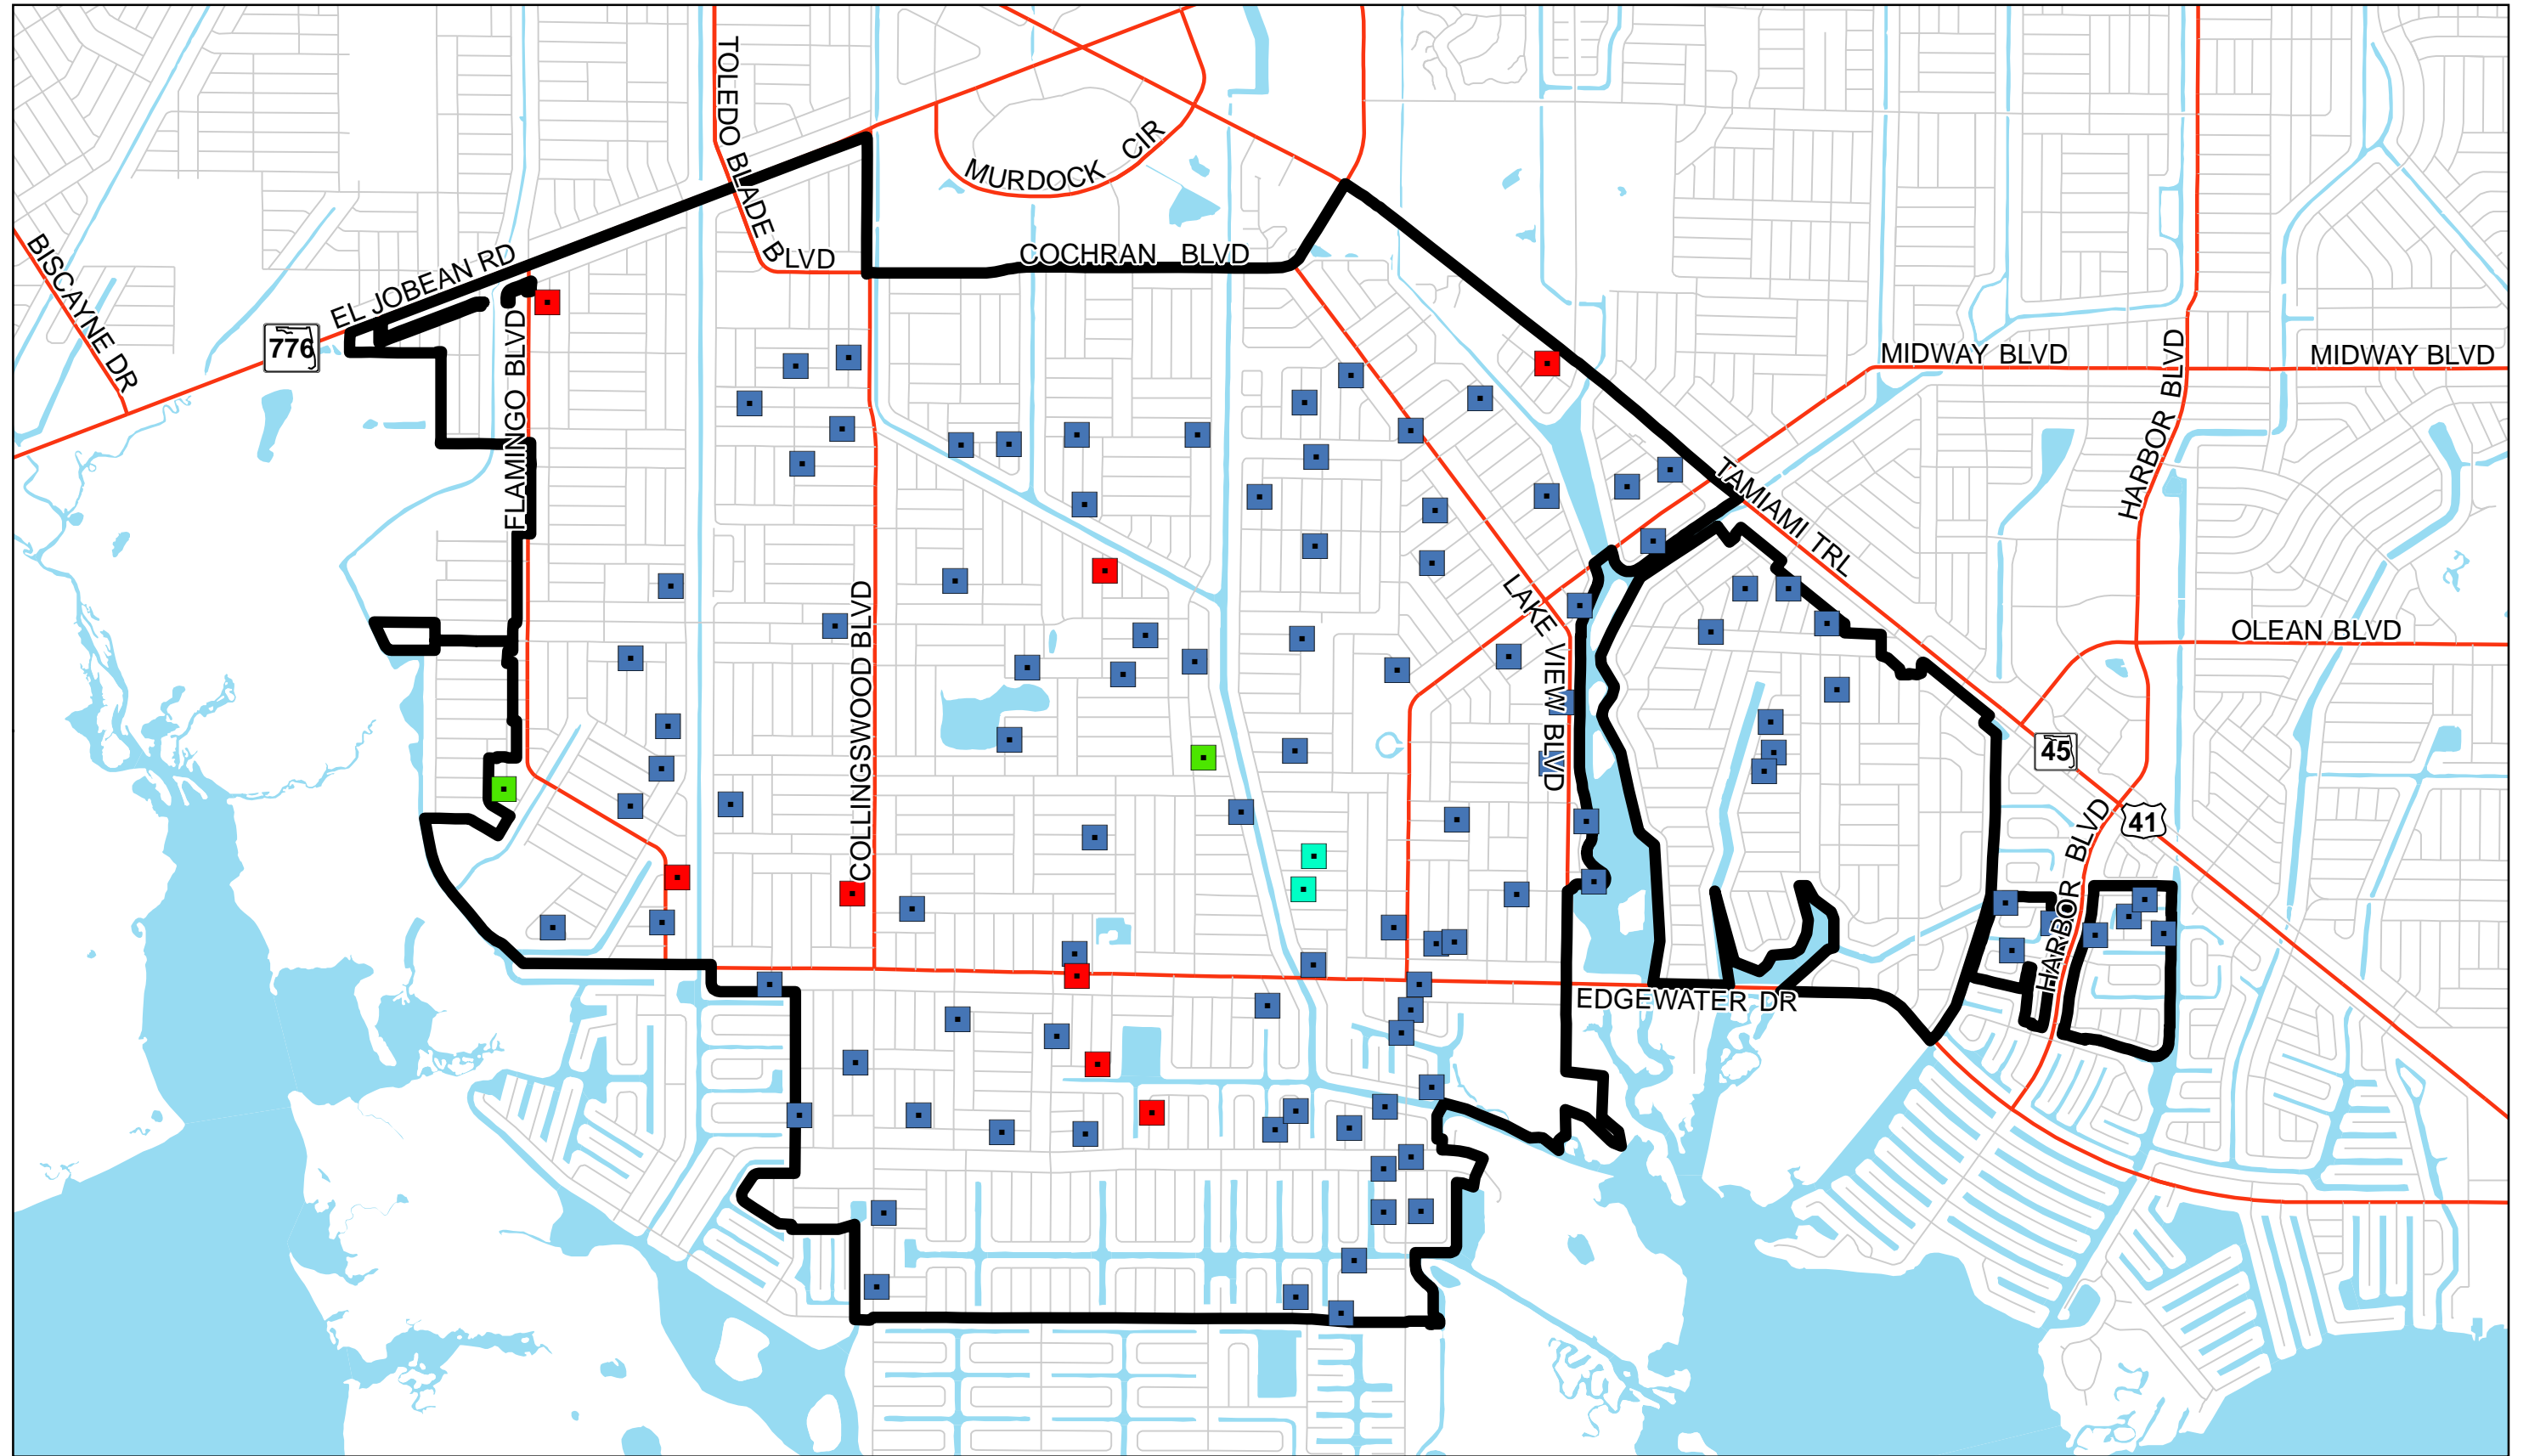 TOLEDO BLADE BLVD
MURDOCK CIR
BISCAYNE DR
EL JOBEAN RD
COCHRAN BLVD
776
FLAMINGO BLVD
MIDWAY BLVD
MIDWAY BLVD
HARBOR BLVD
TAMIAMI TRL
COLLINGSWOOD BLVD
LAKE VIEW BLVD
OLEAN BLVD
45
41
HARBOR BLVD
EDGEWATER DR